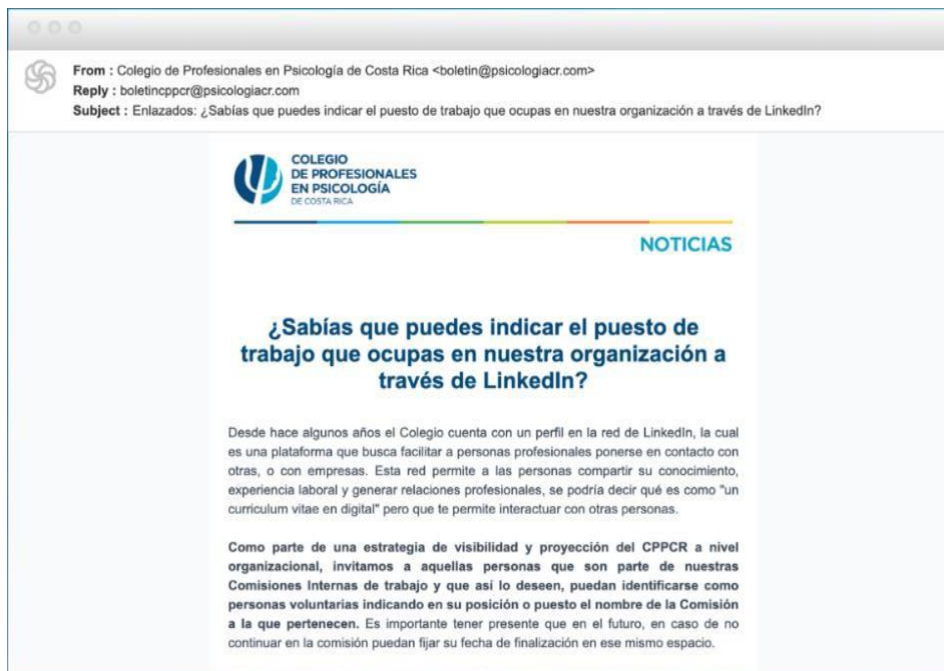 From : Colegio de Profesionales en Psicología de Costa Rica <boletin@psicologiacr.com>
Reply : boletincppcr@psicologiacr.com
Subject : Enlazados: ¿Sabías que puedes indicar el puesto de trabajo que ocupas en nuestra organización a través de LinkedIn?
COLEGIO
DE PROFESIONALES
EN PSICOLOGÍA
DE COSTA RICA
NOTICIAS
¿Sabías que puedes indicar el puesto de
trabajo que ocupas en nuestra organización a
través de LinkedIn?
Desde hace algunos años el Colegio cuenta con un perfil en la red de LinkedIn, la cual
es una plataforma que busca facilitar a personas profesionales ponerse en contacto con
otras, o con empresas. Esta red permite a las personas compartir su conocimiento,
experiencia laboral y generar relaciones profesionales, se podría decir qué es como "un
curriculum vitae en digital" pero que te permite interactuar con otras personas.
Como parte de una estrategia de visibilidad y proyección del CPPCR a nivel
organizacional, invitamos a aquellas personas que son parte de nuestras
Comisiones Internas de trabajo y que así lo deseen, puedan identificarse como
personas voluntarias indicando en su posición o puesto el nombre de la Comisión
a la que pertenecen. Es importante tener presente que en el futuro, en caso de no
continuar en la comisión puedan fijar su fecha de finalización en ese mismo espacio.